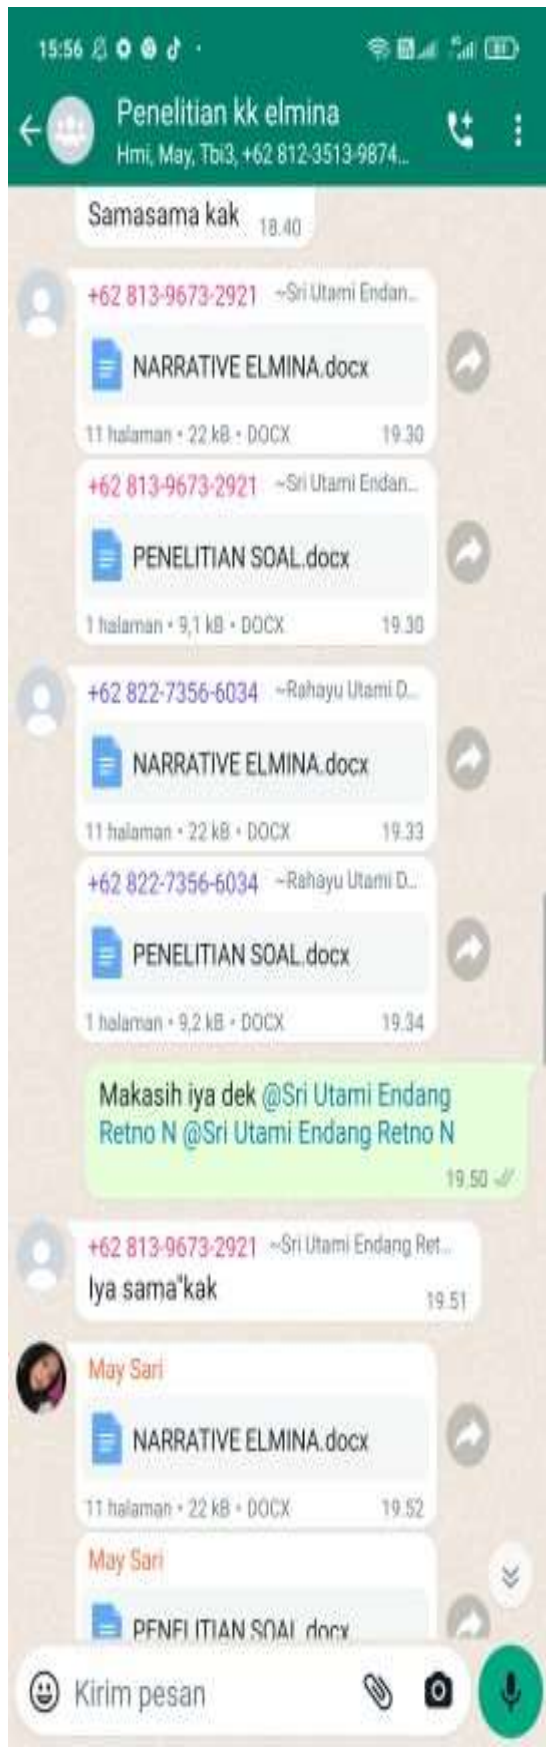 15:56
Penelitian kk elmina
Hmi, May, Tbi3, +62 812-3513-9874...
Samasama kak 18.40
+62 813-9673-2921 ~Sri Utami Endan...
NARRATIVE ELMINA.docx
11 halaman • 22 kB • DOCX 19.30
+62 813-9673-2921 ~Sri Utami Endan...
PENELITIAN SOAL.docx
1 halaman • 9,1 kB • DOCX 19.30
+62 822-7356-6034 ~Rahayu Utami D...
NARRATIVE ELMINA.docx
11 halaman • 22 kB • DOCX 19.33
+62 822-7356-6034 ~Rahayu Utami D...
PENELITIAN SOAL.docx
1 halaman • 9,2 kB • DOCX 19.34
Makasih iya dek @Sri Utami Endang
Retno N @Sri Utami Endang Retno N
19.50
+62 813-9673-2921 ~Sri Utami Endang Ret...
Iya sama"kak 19.51
May Sari
NARRATIVE ELMINA.docx
11 halaman • 22 kB • DOCX 19.52
May Sari
PENELITIAN SOAL.docx
Kirim pesan